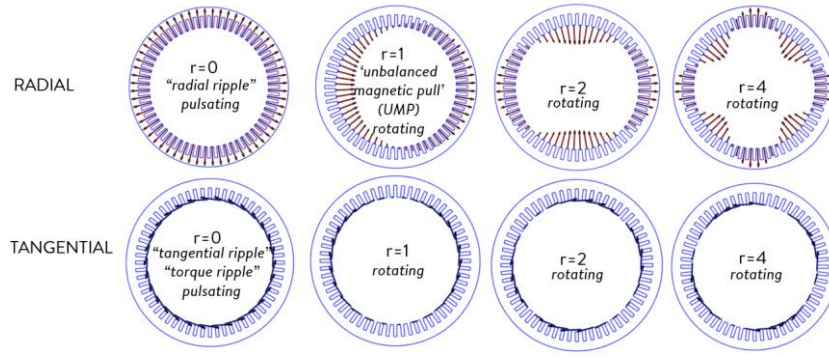 RADIAL
r=0
“radial ripple”
pulsating
r=1
‘unbalanced
magnetic pull’
(UMP)
rotating
r=2
rotating
r=4
rotating
TANGENTIAL
r=0
“tangential ripple”
“torque ripple”
pulsating
r=1
rotating
r=2
rotating
r=4
rotating